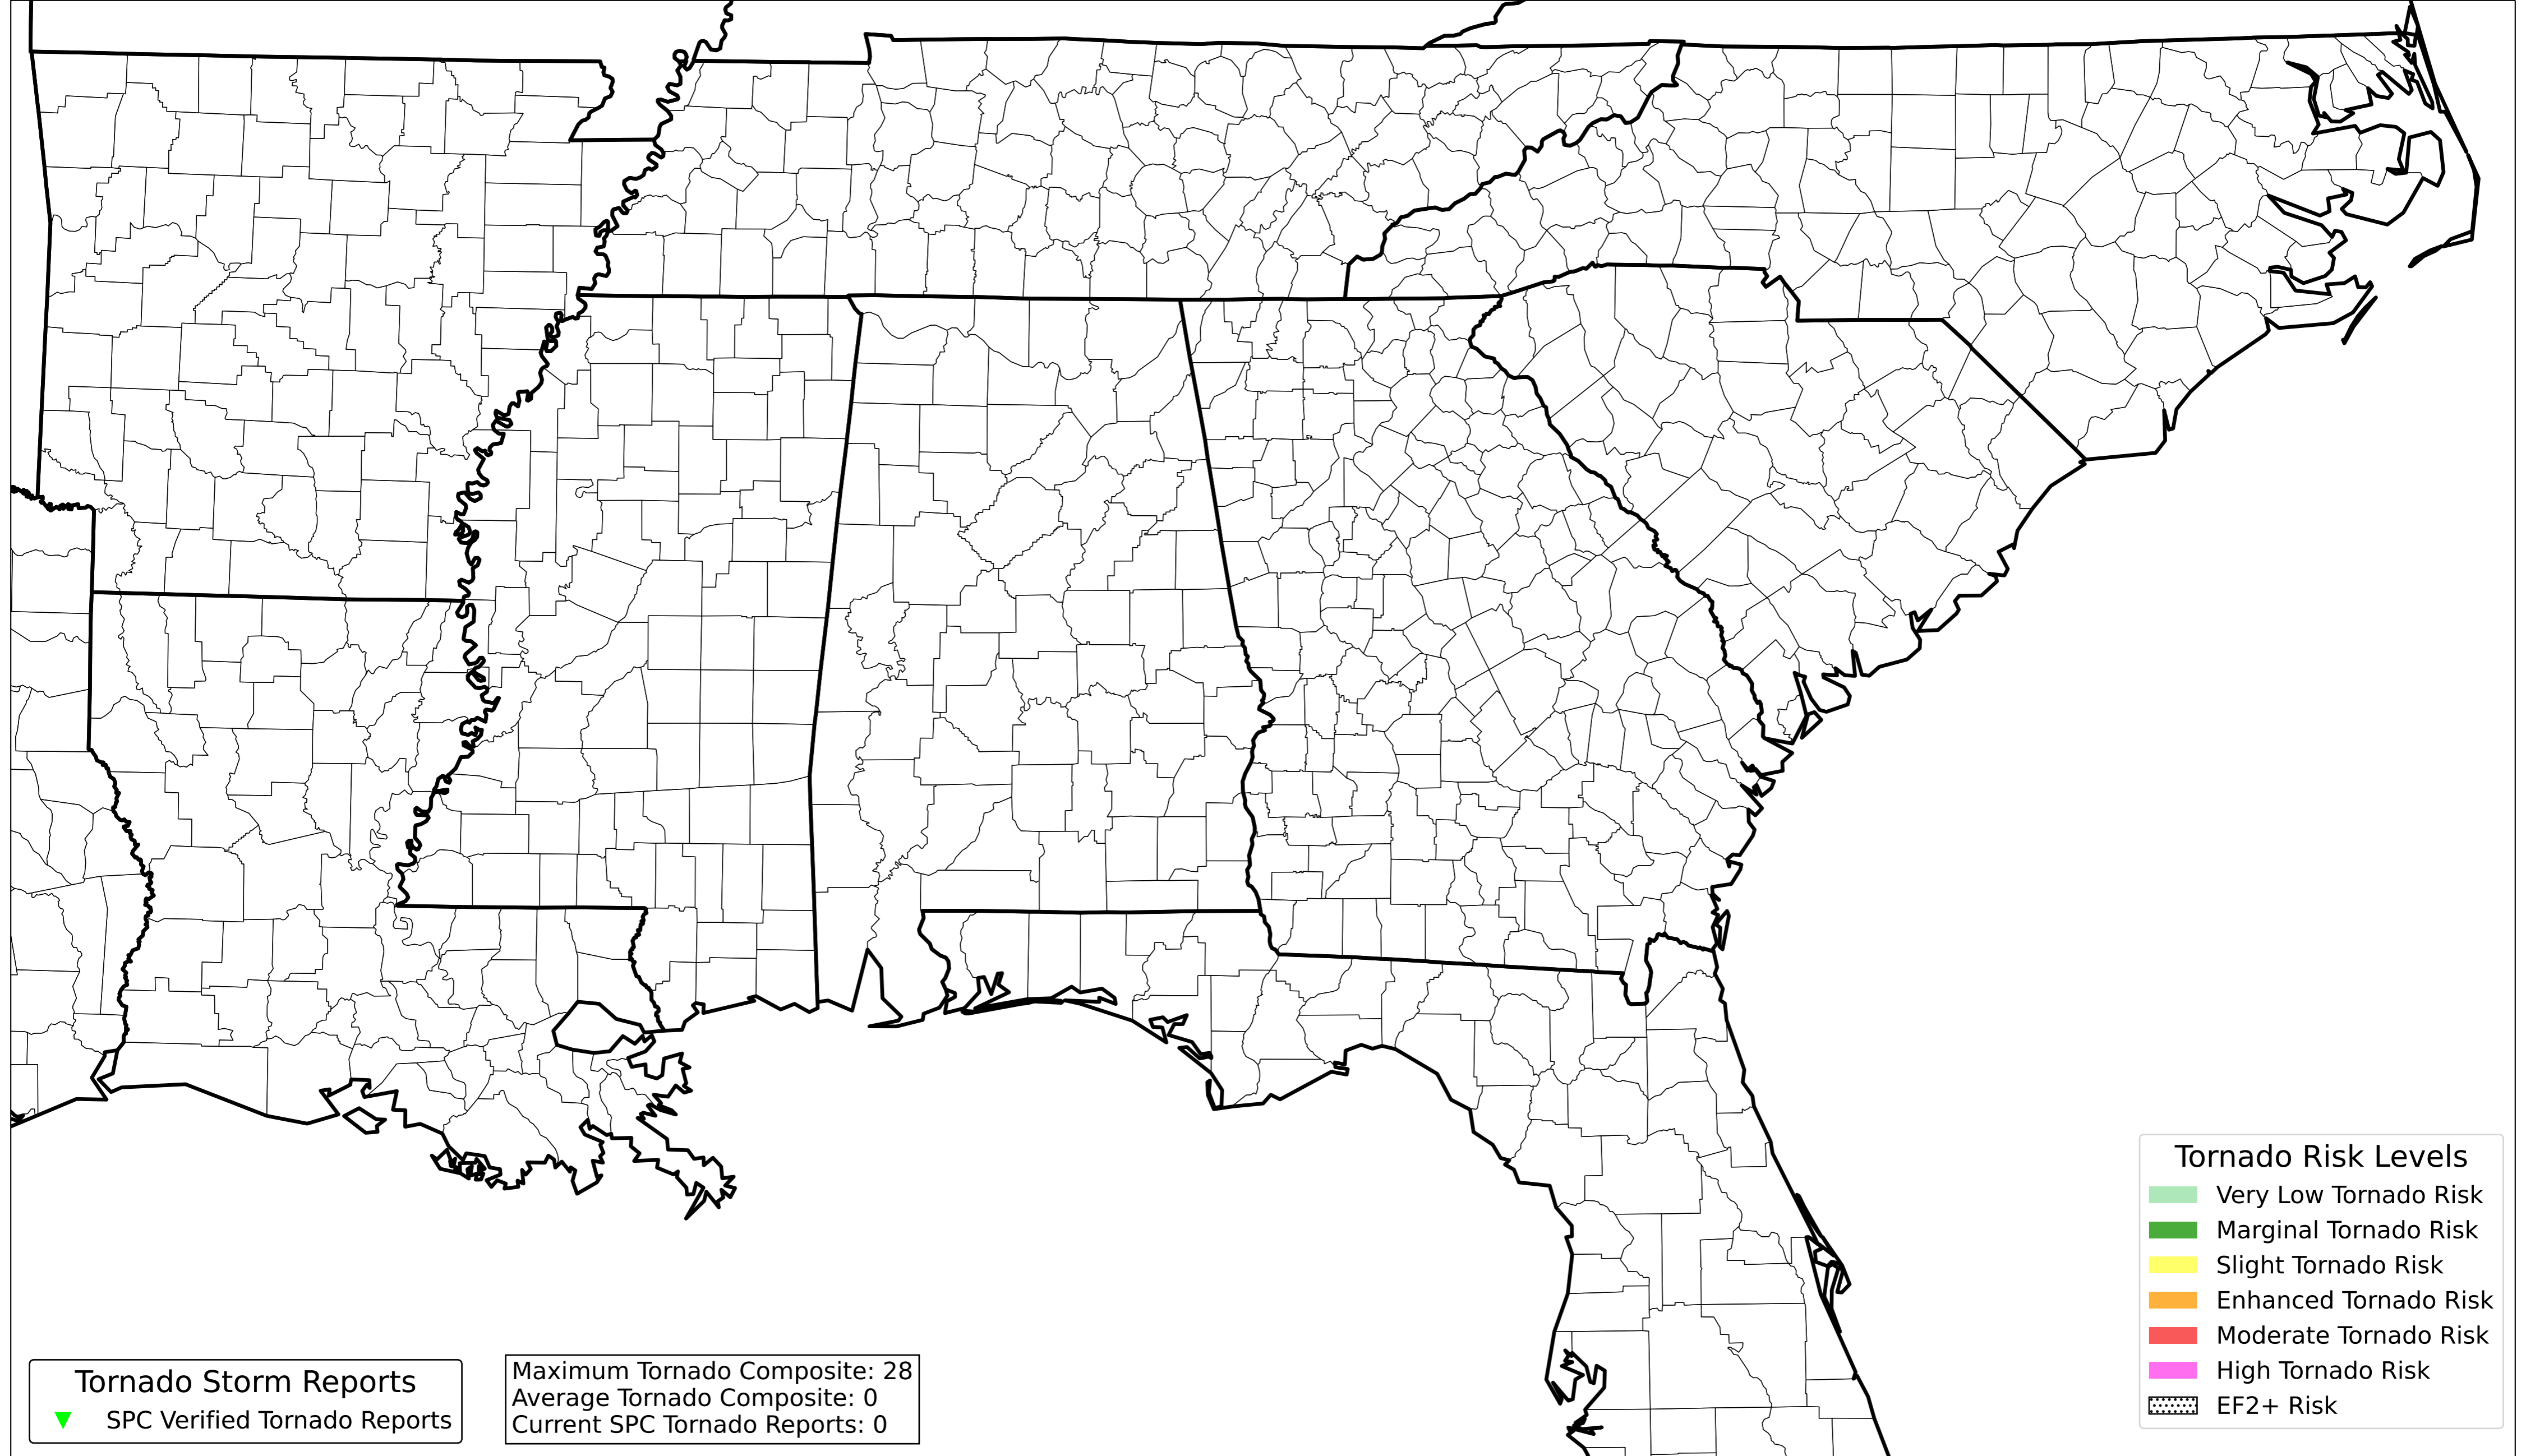 Tornado Storm Reports
SPC Verified Tornado Reports
Maximum Tornado Composite: 28
Average Tornado Composite: 0
Current SPC Tornado Reports: 0
Tornado Risk Levels
Very Low Tornado Risk
Marginal Tornado Risk
Slight Tornado Risk
Enhanced Tornado Risk
Moderate Tornado Risk
High Tornado Risk
EF2+ Risk